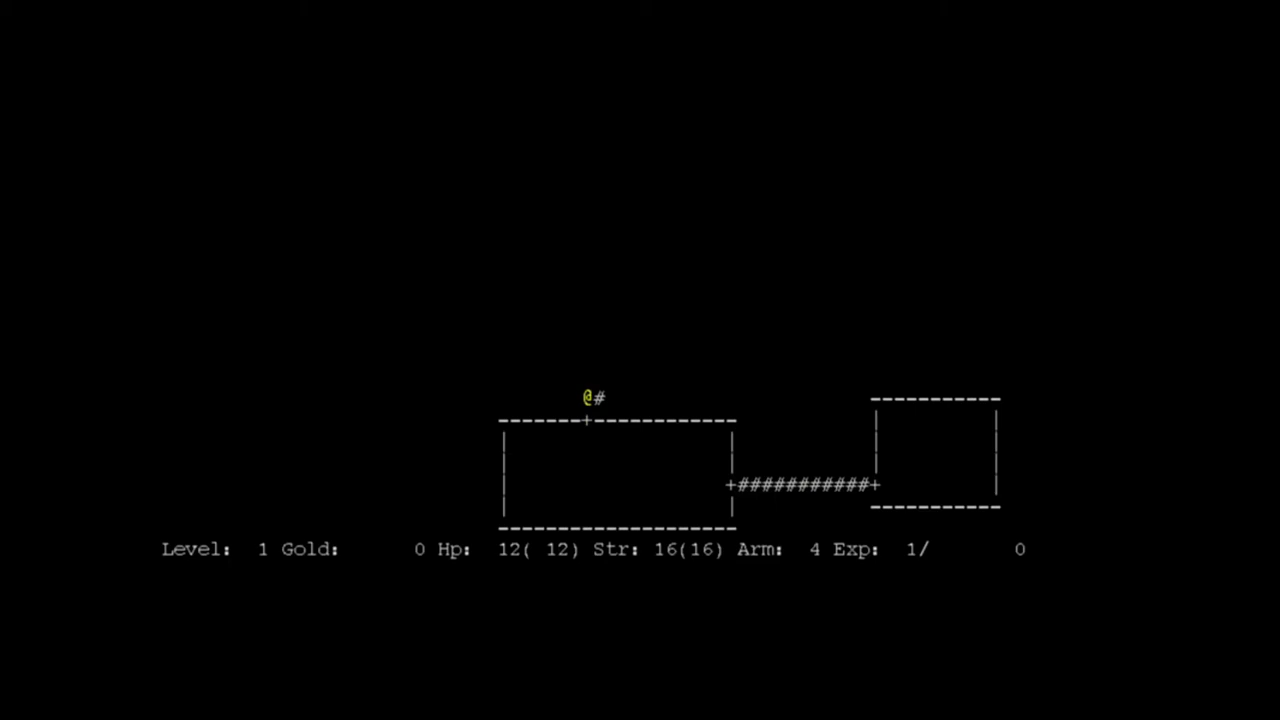 @#
-------+------------    -----------
+###########+
--------------------    -----------
Level:  1 Gold:      0 Hp:  12( 12) Str: 16(16) Arm:  4 Exp:  1/       0